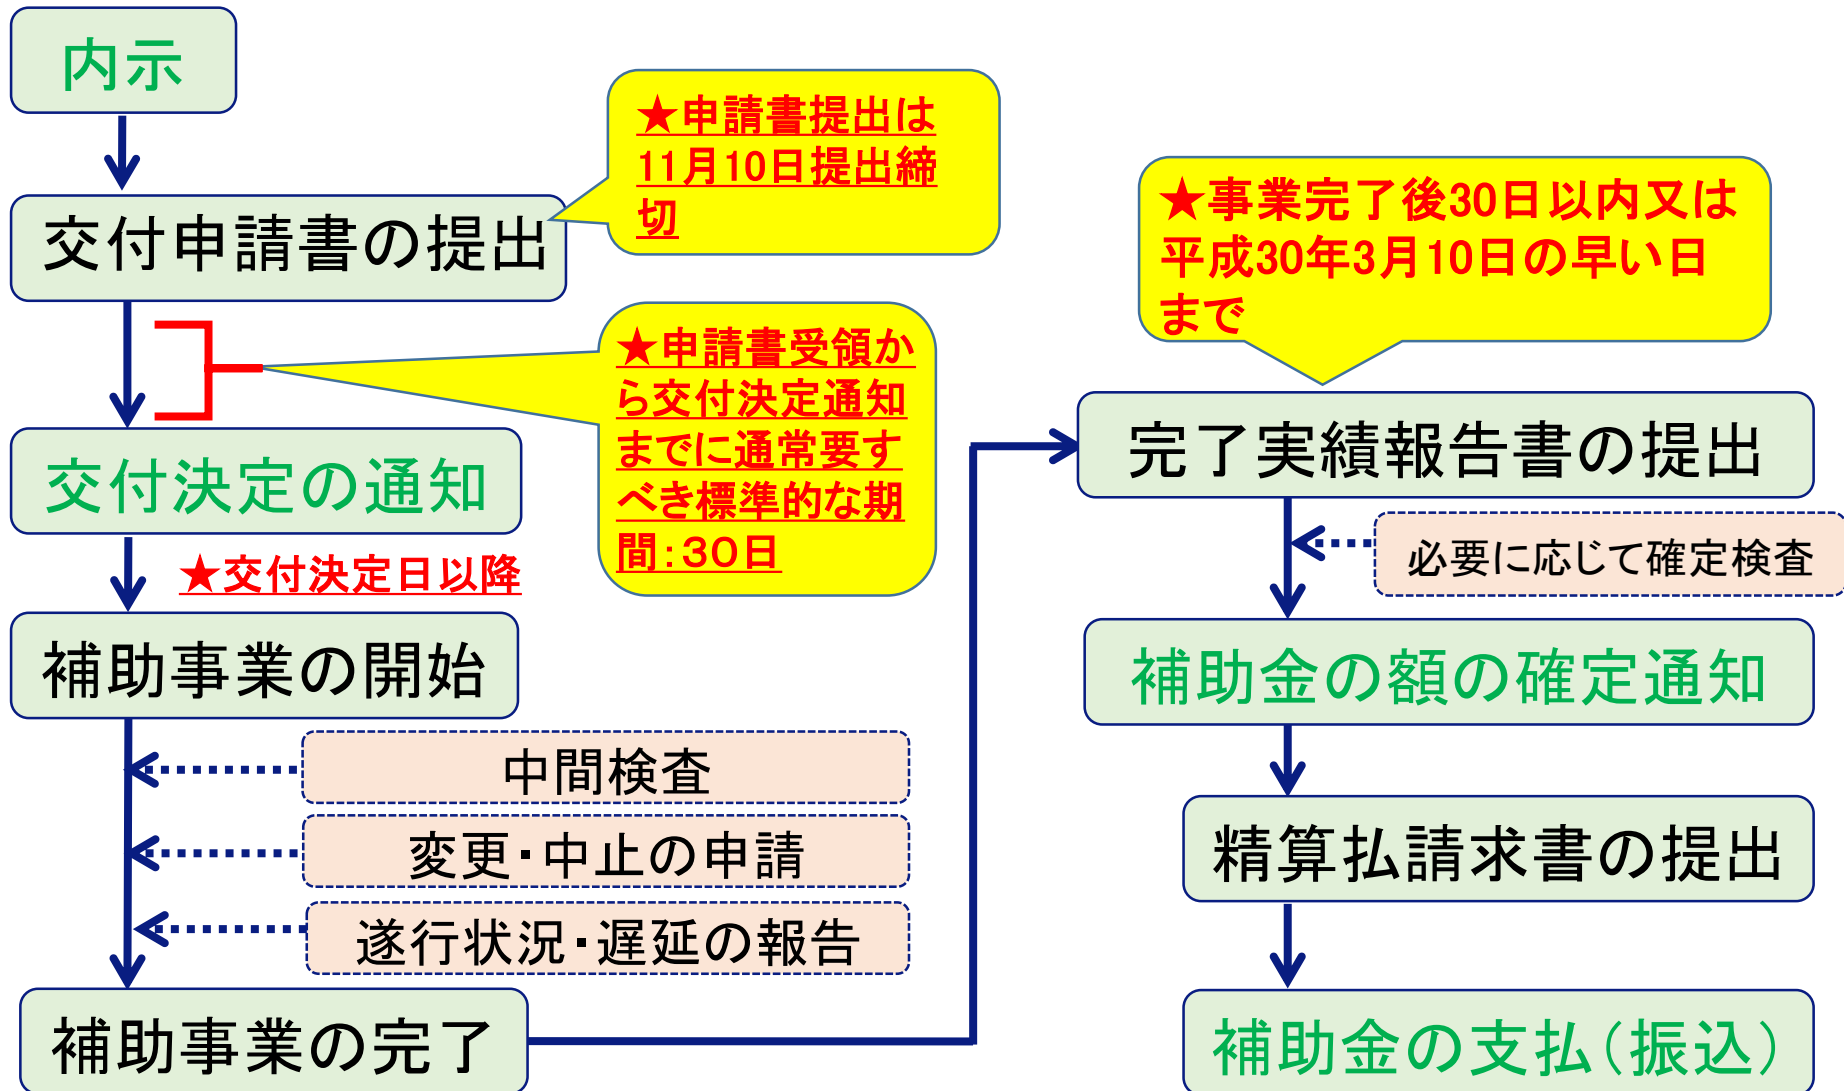 内示
★申請書提出は
11月10日提出締
切
交付申請書の提出
★申請書受領か
ら交付決定通知
までに通常要す
べき標準的な期
間：３０日
交付決定の通知
★交付決定日以降
補助事業の開始
中間検査
変更・中止の申請
遂行状況・遅延の報告
補助事業の完了
★事業完了後30日以内又は
平成30年3月10日の早い日
まで
完了実績報告書の提出
必要に応じて確定検査
補助金の額の確定通知
精算払請求書の提出
補助金の支払（振込）